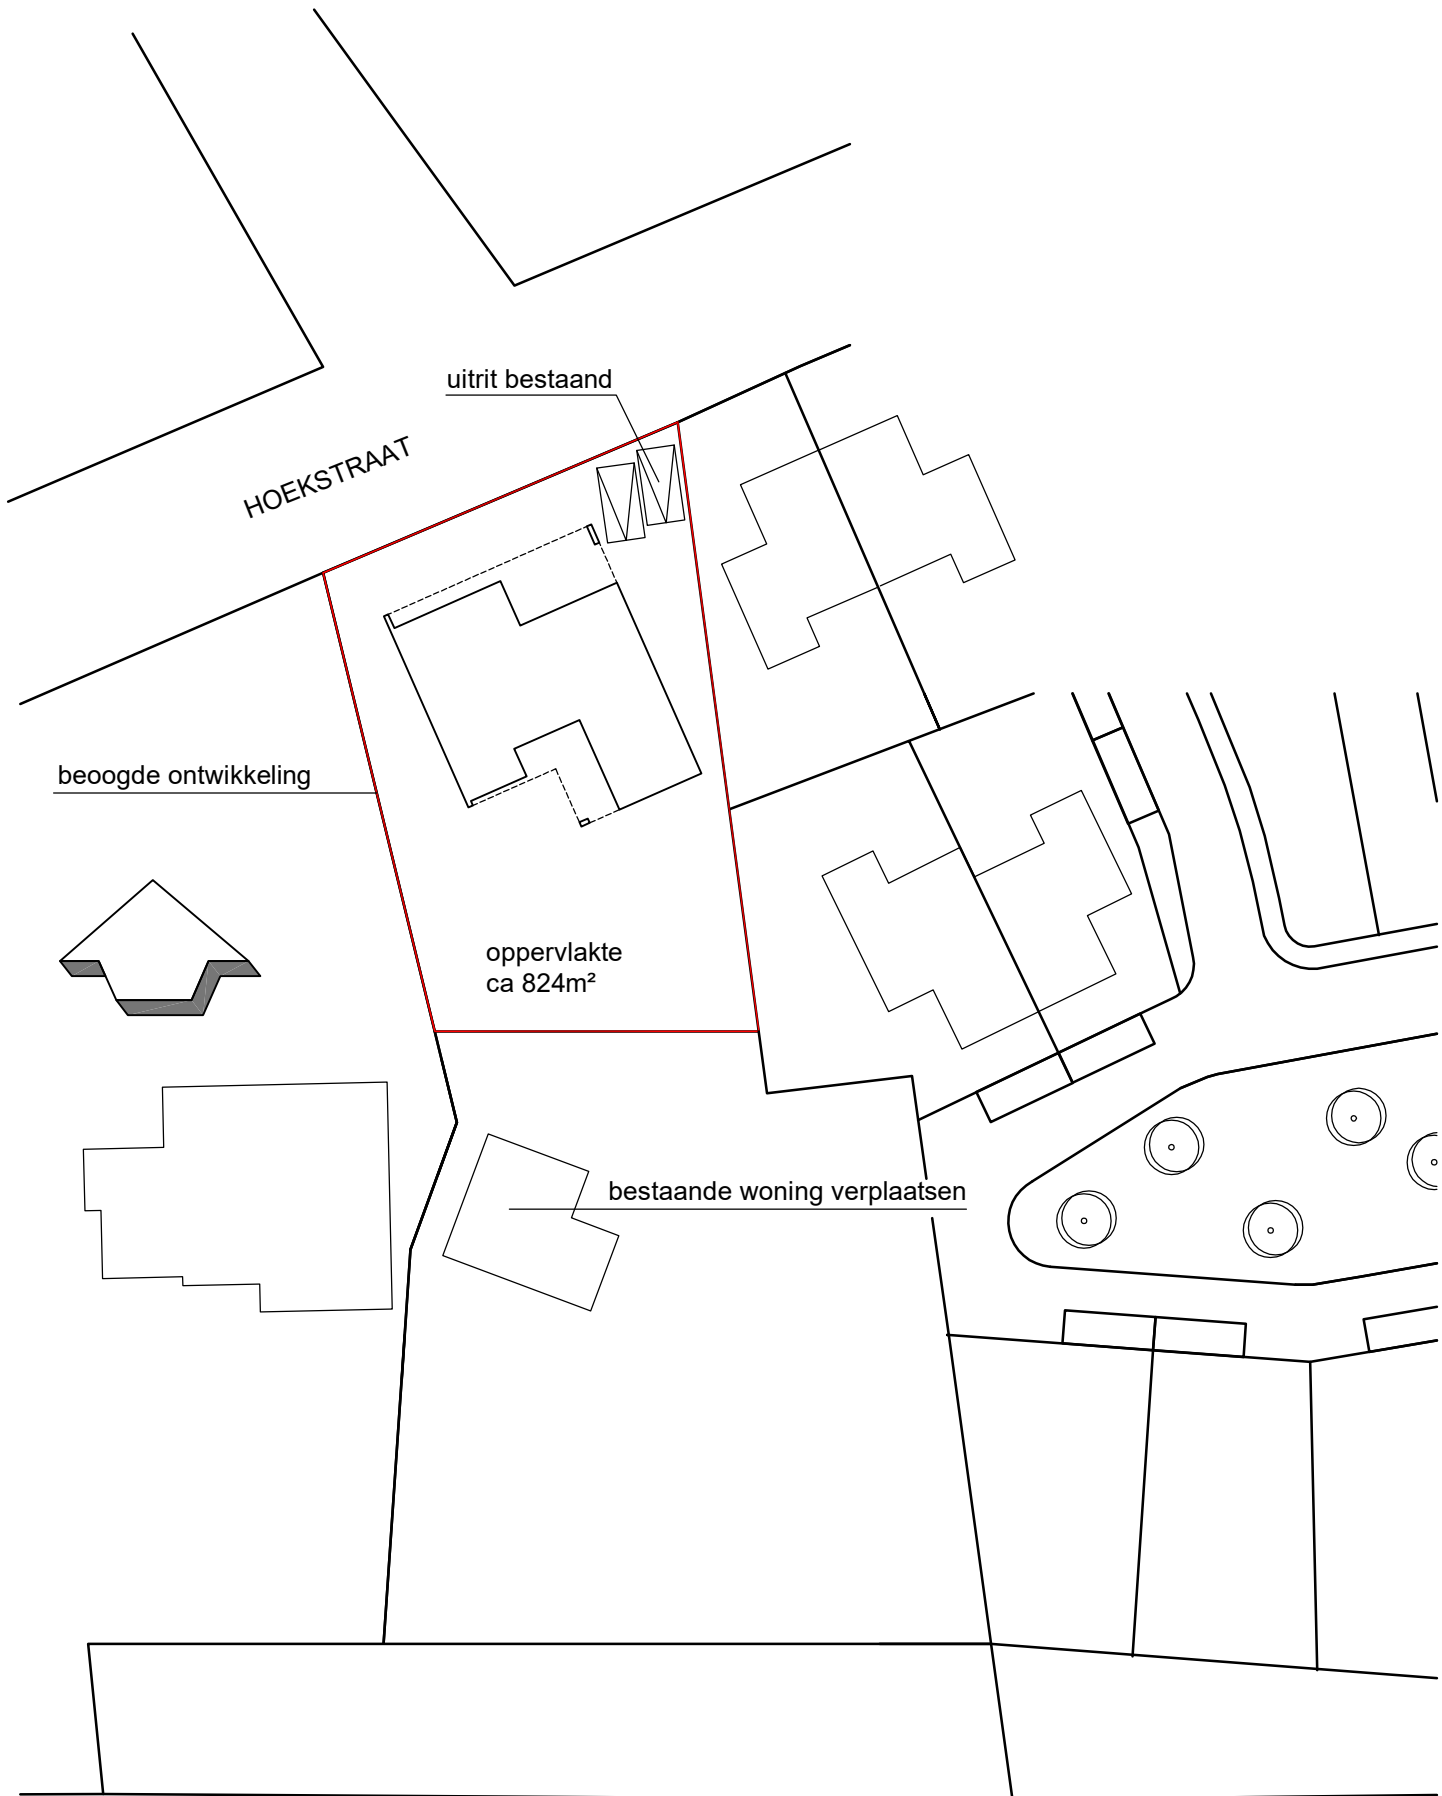 uitrit bestaand
HOEKSTRAAT
beoogde ontwikkeling
oppervlakte
ca 824m²
bestaande woning verplaatsen